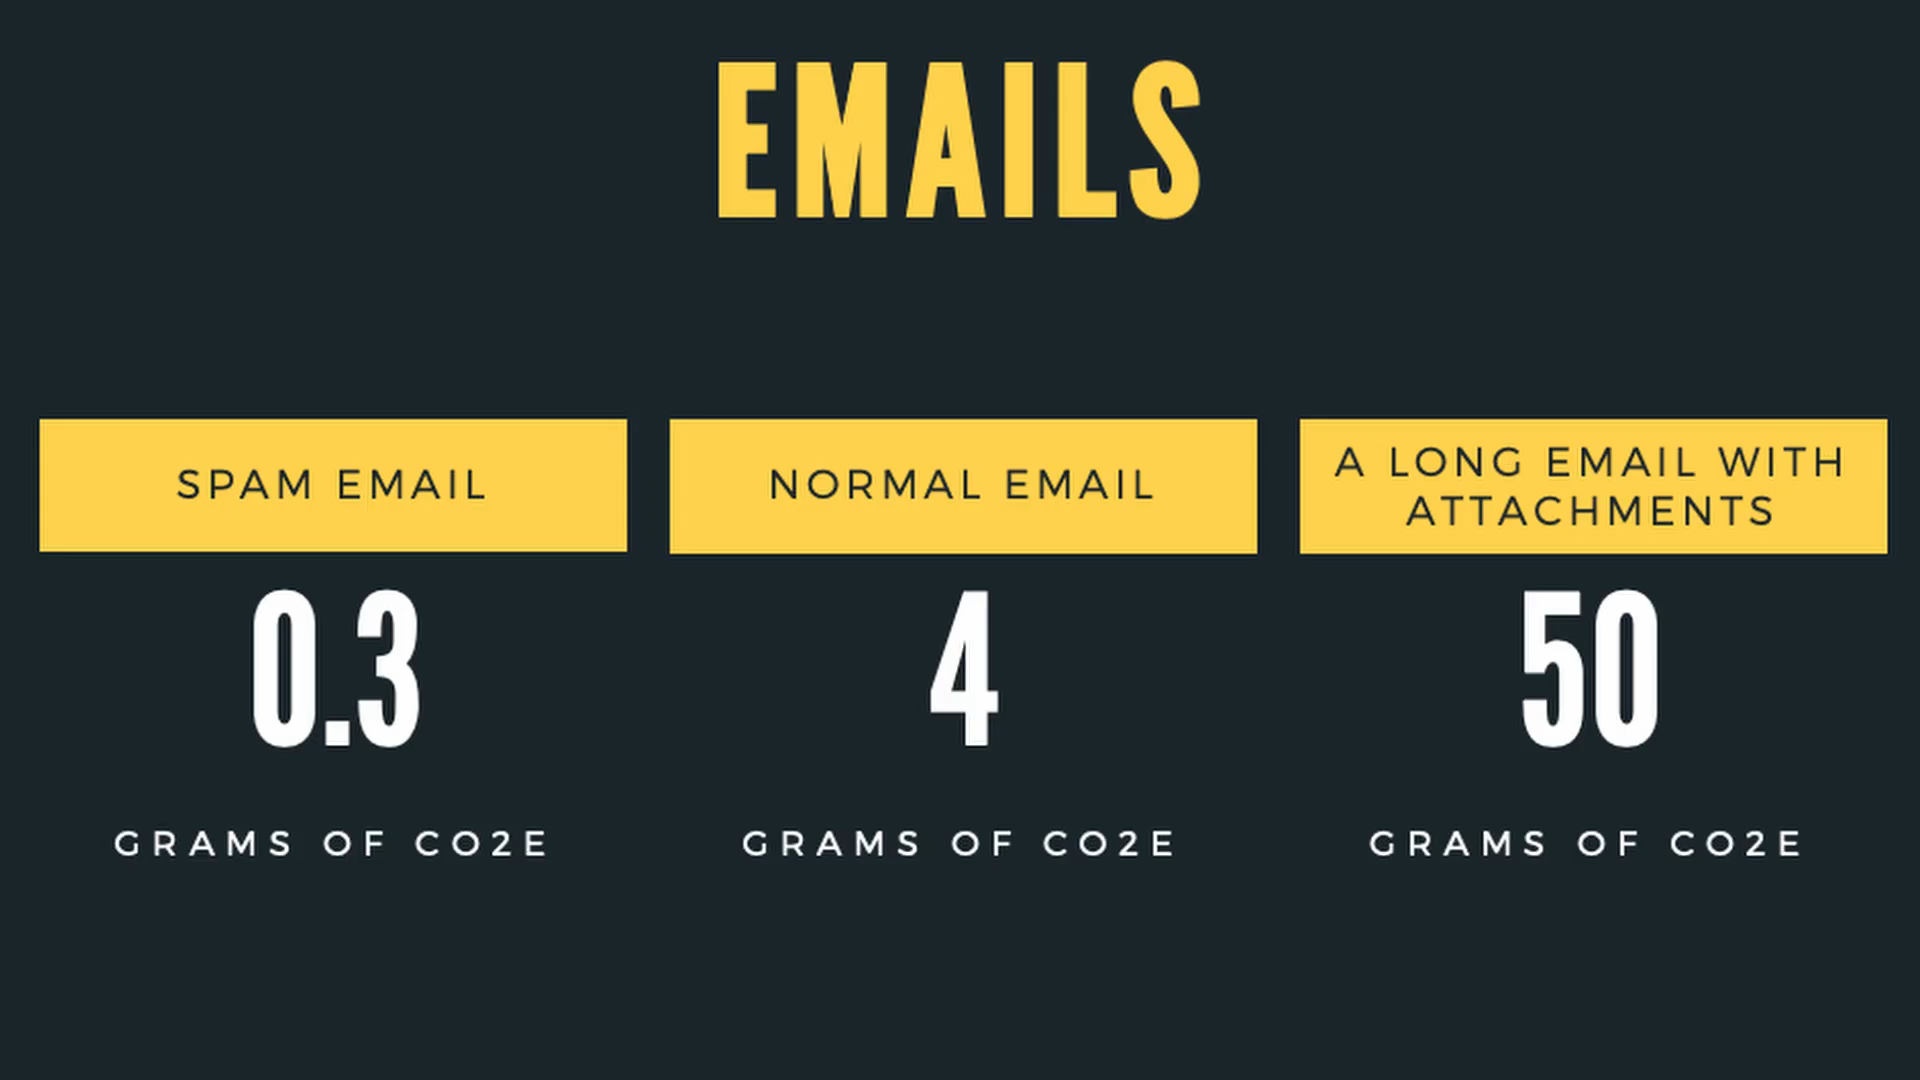 EMAILS
SPAM EMAIL
NORMAL EMAIL
A LONG EMAIL WITH
ATTACHMENTS
0.3
4
50
GRAMS OF CO2E
GRAMS OF CO2E
GRAMS OF CO2E